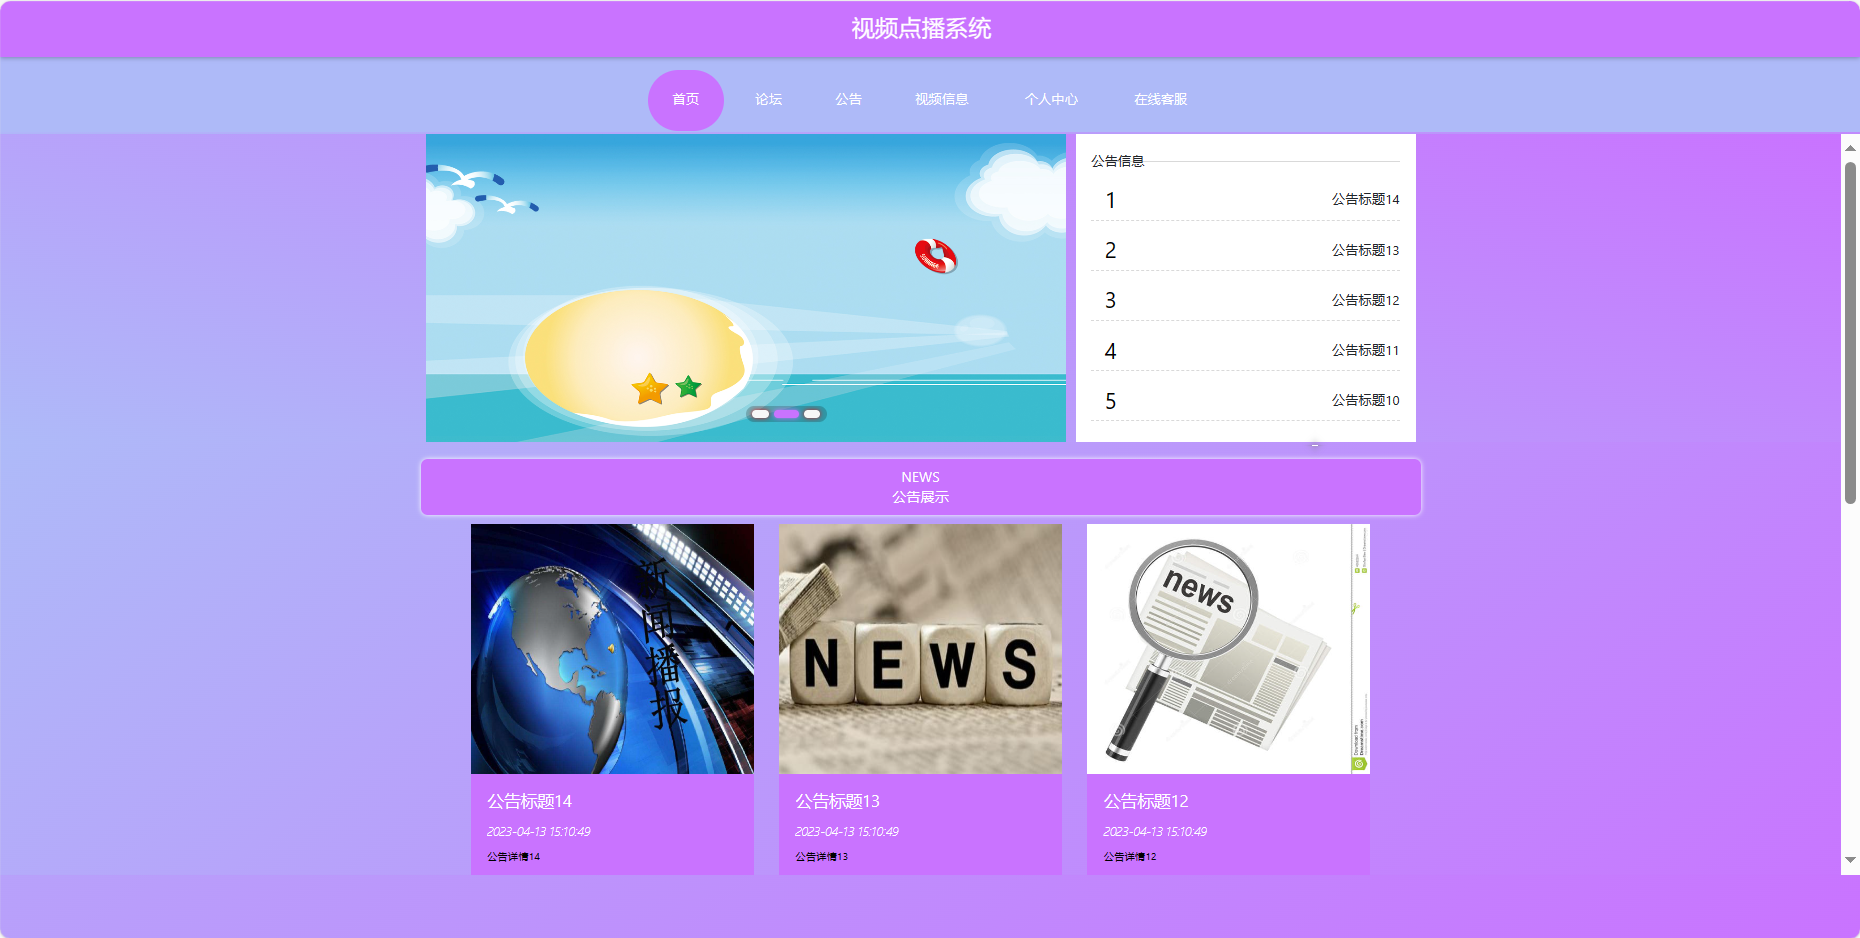 视频点播系统
首页
论坛
公告
视频信息
个人中心
在线客服
公告信息
1 公告标题14
2 公告标题13
3 公告标题12
4 公告标题11
5 公告标题10
NEWS
公告展示
新闻播报
NEWS
news
公告标题14
2023-04-13 15:10:49
公告详情14
公告标题13
2023-04-13 15:10:49
公告详情13
公告标题12
2023-04-13 15:10:49
公告详情12